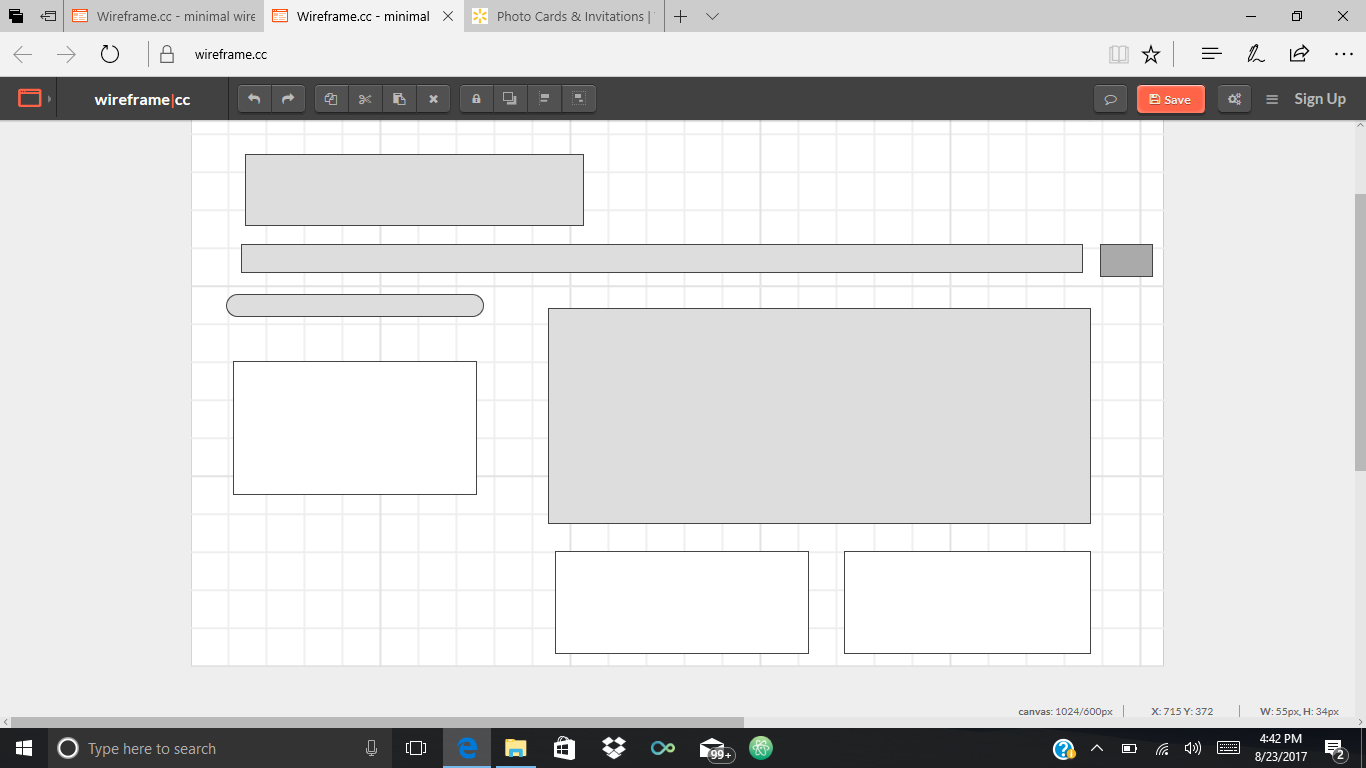 Wireframe.cc - minimal wire
Wireframe.cc - minimal
Photo Cards & Invitations |
wireframe.cc
wireframe|cc
Save
Sign Up
canvas: 1024/600px
X: 715 Y: 372
W: 55px, H: 34px
Type here to search
99+
4:42 PM
8/23/2017
2